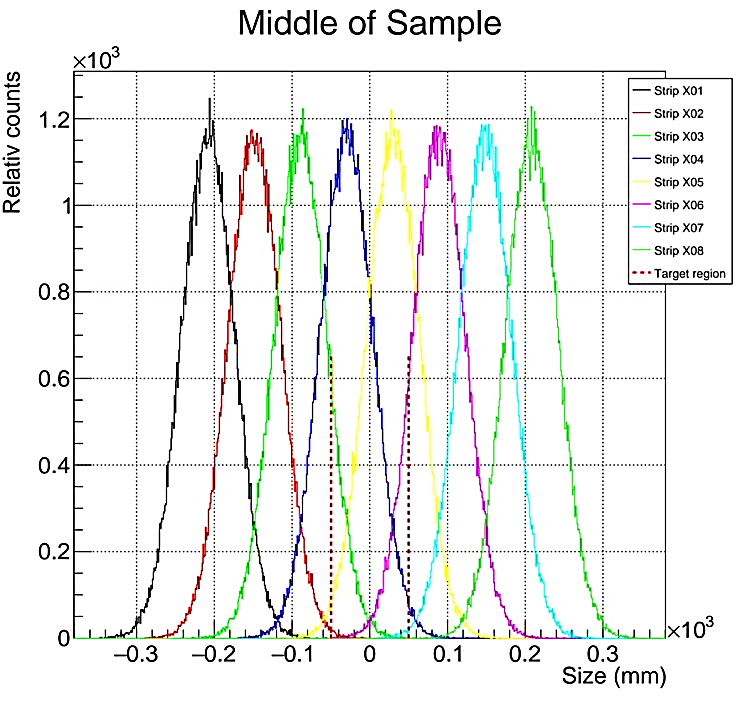 Middle of Sample
×10³
Relativ counts
1.2
1
0.8
0.6
0.4
0.2
0
−0.3 −0.2 −0.1 0 0.1 0.2 0.3
×10³
Size (mm)
Strip X01
Strip X02
Strip X03
Strip X04
Strip X05
Strip X06
Strip X07
Strip X08
Target region